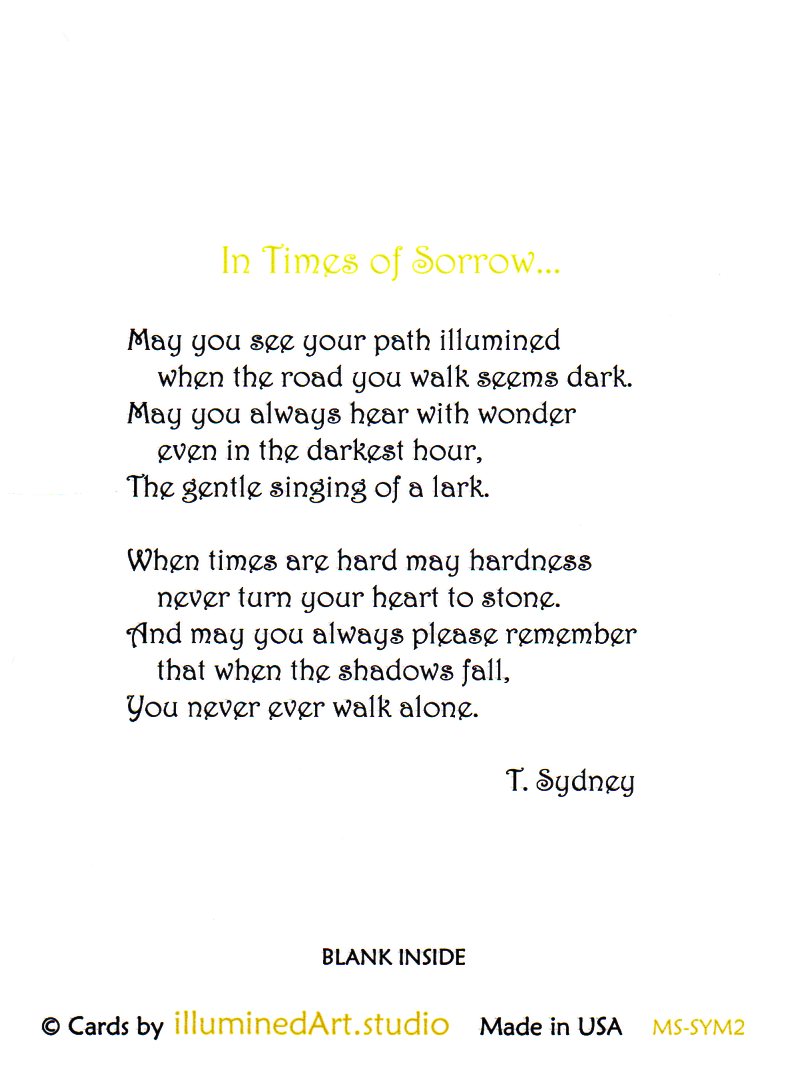 In Times of Sorrow...
May you see your path illumined
when the road you walk seems dark.
May you always hear with wonder
even in the darkest hour,
The gentle singing of a lark.
When times are hard may hardness
never turn your heart to stone.
And may you always please remember
that when the shadows fall,
You never ever walk alone.
T. Sydney
BLANK INSIDE
© Cards by illuminedArt.studio Made in USA MS-SYM2